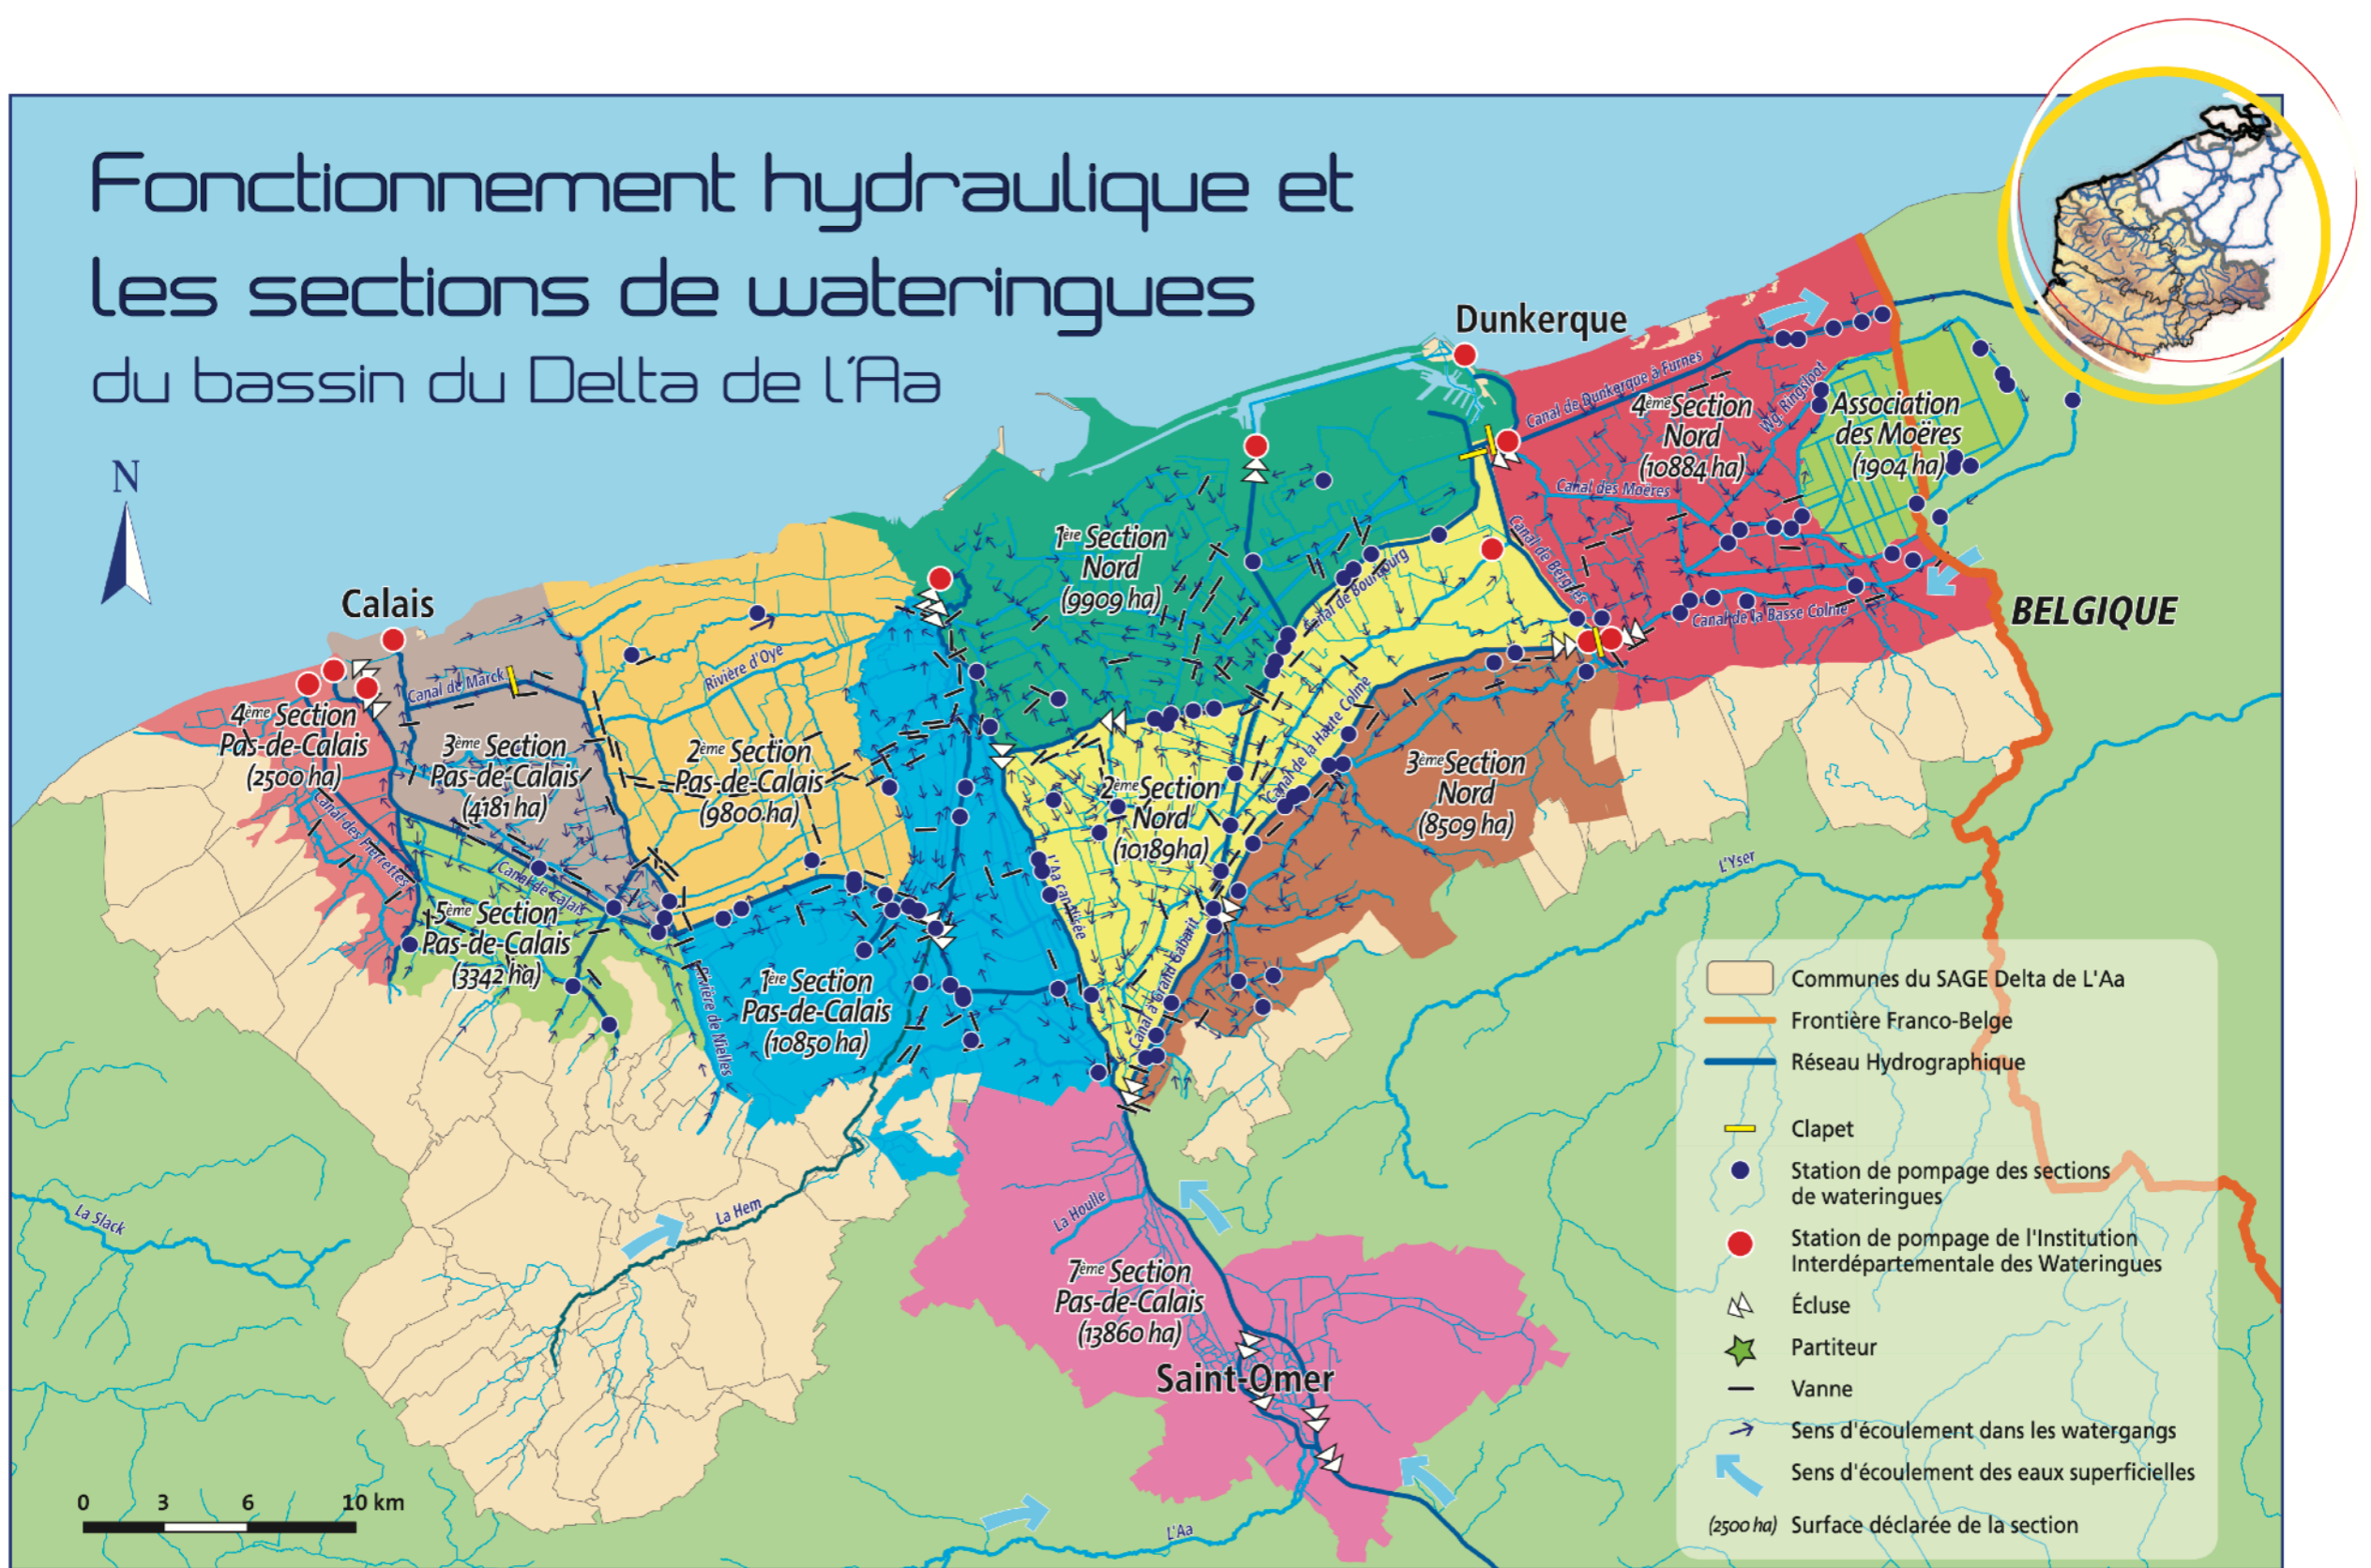 Fonctionnement hydraulique et
les sections de wateringues
du bassin du Delta de l'Aa
N
Dunkerque
Calais
BELGIQUE
Saint-Omer
Canal de Dunkerque à Furnes
4ème Section
Nord
(10884 ha)
Wg. Ringsloot
Association
des Moëres
(1904 ha)
Canal des Moëres
Canal de Bergues
Canal de la Basse Colme
1ère Section
Nord
(9909 ha)
Canal de Bourbourg
Rivière d'Oye
Canal de Marck
4ème Section
Pas-de-Calais
(2500 ha)
3ème Section
Pas-de-Calais
(4181 ha)
2ème Section
Pas-de-Calais
(9800 ha)
2ème Section
Nord
(10189ha)
Canal de la Haute Colme
3ème Section
Nord
(8509 ha)
Canal des Pierrettes
Canal de Calais
5ème Section
Pas-de-Calais
(3342 ha)
L'Aa canalisée
Canal à Grand Gabarit
L'Yser
Rivière de Nielles
1ère Section
Pas-de-Calais
(10850 ha)
La Slack
La Hem
La Houlle
7ème Section
Pas-de-Calais
(13860 ha)
L'Aa
0 3 6 10 km
Communes du SAGE Delta de L'Aa
Frontière Franco-Belge
Réseau Hydrographique
Clapet
Station de pompage des sections
de wateringues
Station de pompage de l'Institution
Interdépartementale des Wateringues
Écluse
Partiteur
Vanne
Sens d'écoulement dans les watergangs
Sens d'écoulement des eaux superficielles
(2500 ha) Surface déclarée de la section